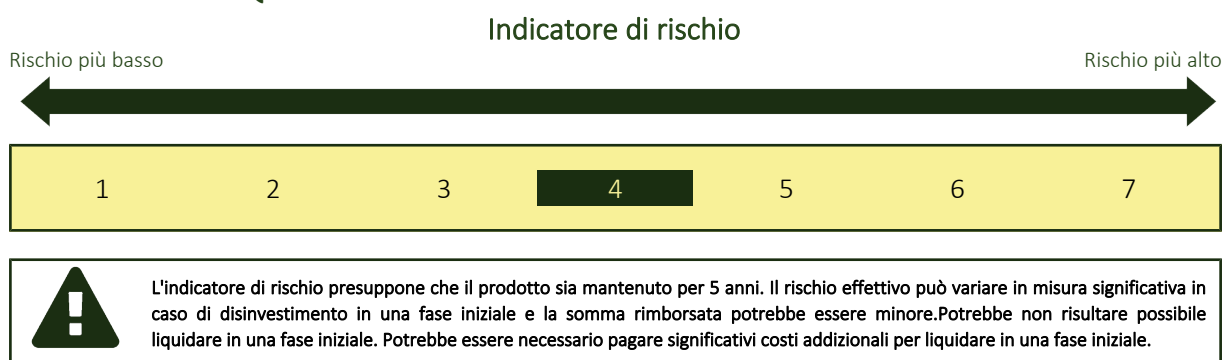 Indicatore di rischio
Rischio più basso Rischio più alto
1 2 3 4 5 6 7
L'indicatore di rischio presuppone che il prodotto sia mantenuto per 5 anni. Il rischio effettivo può variare in misura significativa in
caso di disinvestimento in una fase iniziale e la somma rimborsata potrebbe essere minore.Potrebbe non risultare possibile
liquidare in una fase iniziale. Potrebbe essere necessario pagare significativi costi addizionali per liquidare in una fase iniziale.